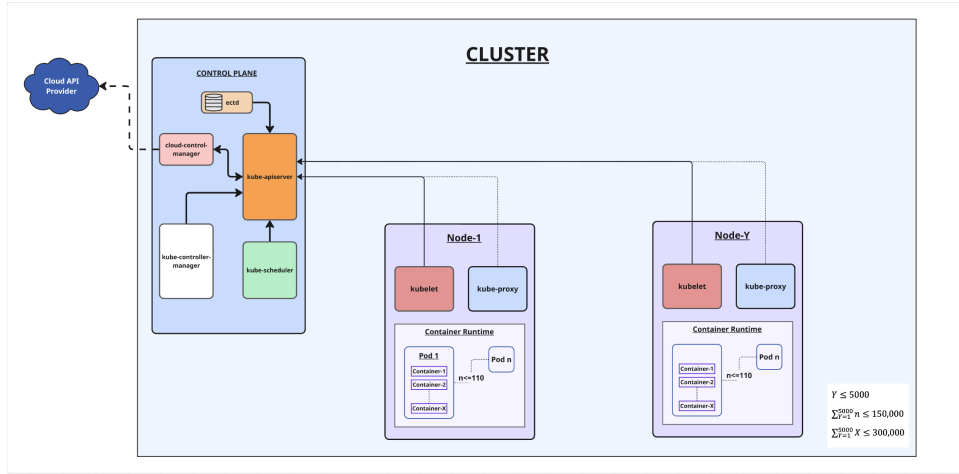 CLUSTER
Cloud API
Provider
CONTROL PLANE
ectd
cloud-control-
manager
kube-apiserver
kube-controller-
manager
kube-scheduler
Node-1
kubelet
kube-proxy
Container Runtime
Pod 1
Container-1
Container-2
Container-X
n<=110
Pod n
Node-Y
kubelet
kube-proxy
Container Runtime
Container-1
Container-2
Container-X
n<=110
Pod n
Y ≤ 5000
∑_{Y=1}^{5000} n ≤ 150,000
∑_{Y=1}^{5000} X ≤ 300,000